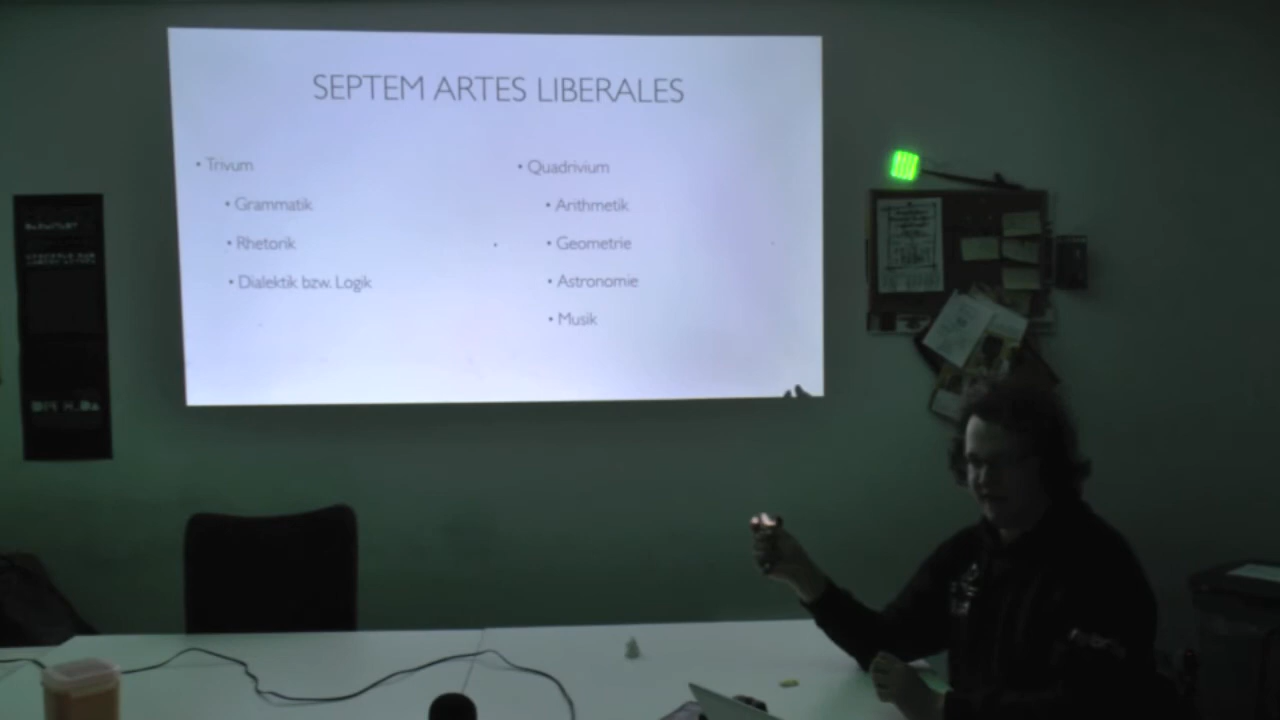 SEPTEM ARTES LIBERALES
• Trivum
• Grammatik
• Rhetorik
• Dialektik bzw. Logik
• Quadrivium
• Arithmetik
• Geometrie
• Astronomie
• Musik